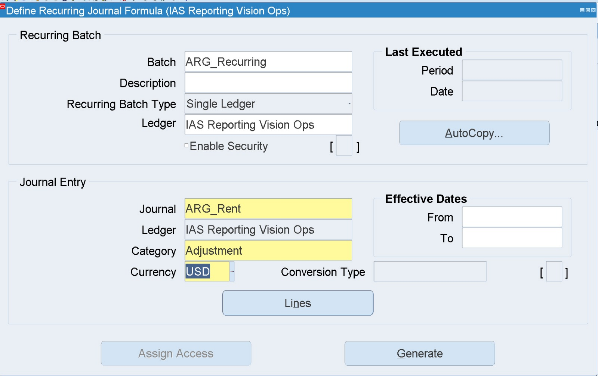 Define Recurring Journal Formula (IAS Reporting Vision Ops)
Recurring Batch
Batch ARG_Recurring
Description
Recurring Batch Type Single Ledger
Ledger IAS Reporting Vision Ops
Enable Security [ ]
Last Executed
Period
Date
AutoCopy...
Journal Entry
Journal ARG_Rent
Ledger IAS Reporting Vision Ops
Category Adjustment
Currency USD Conversion Type [ ]
Effective Dates
From
To
Lines
Assign Access Generate